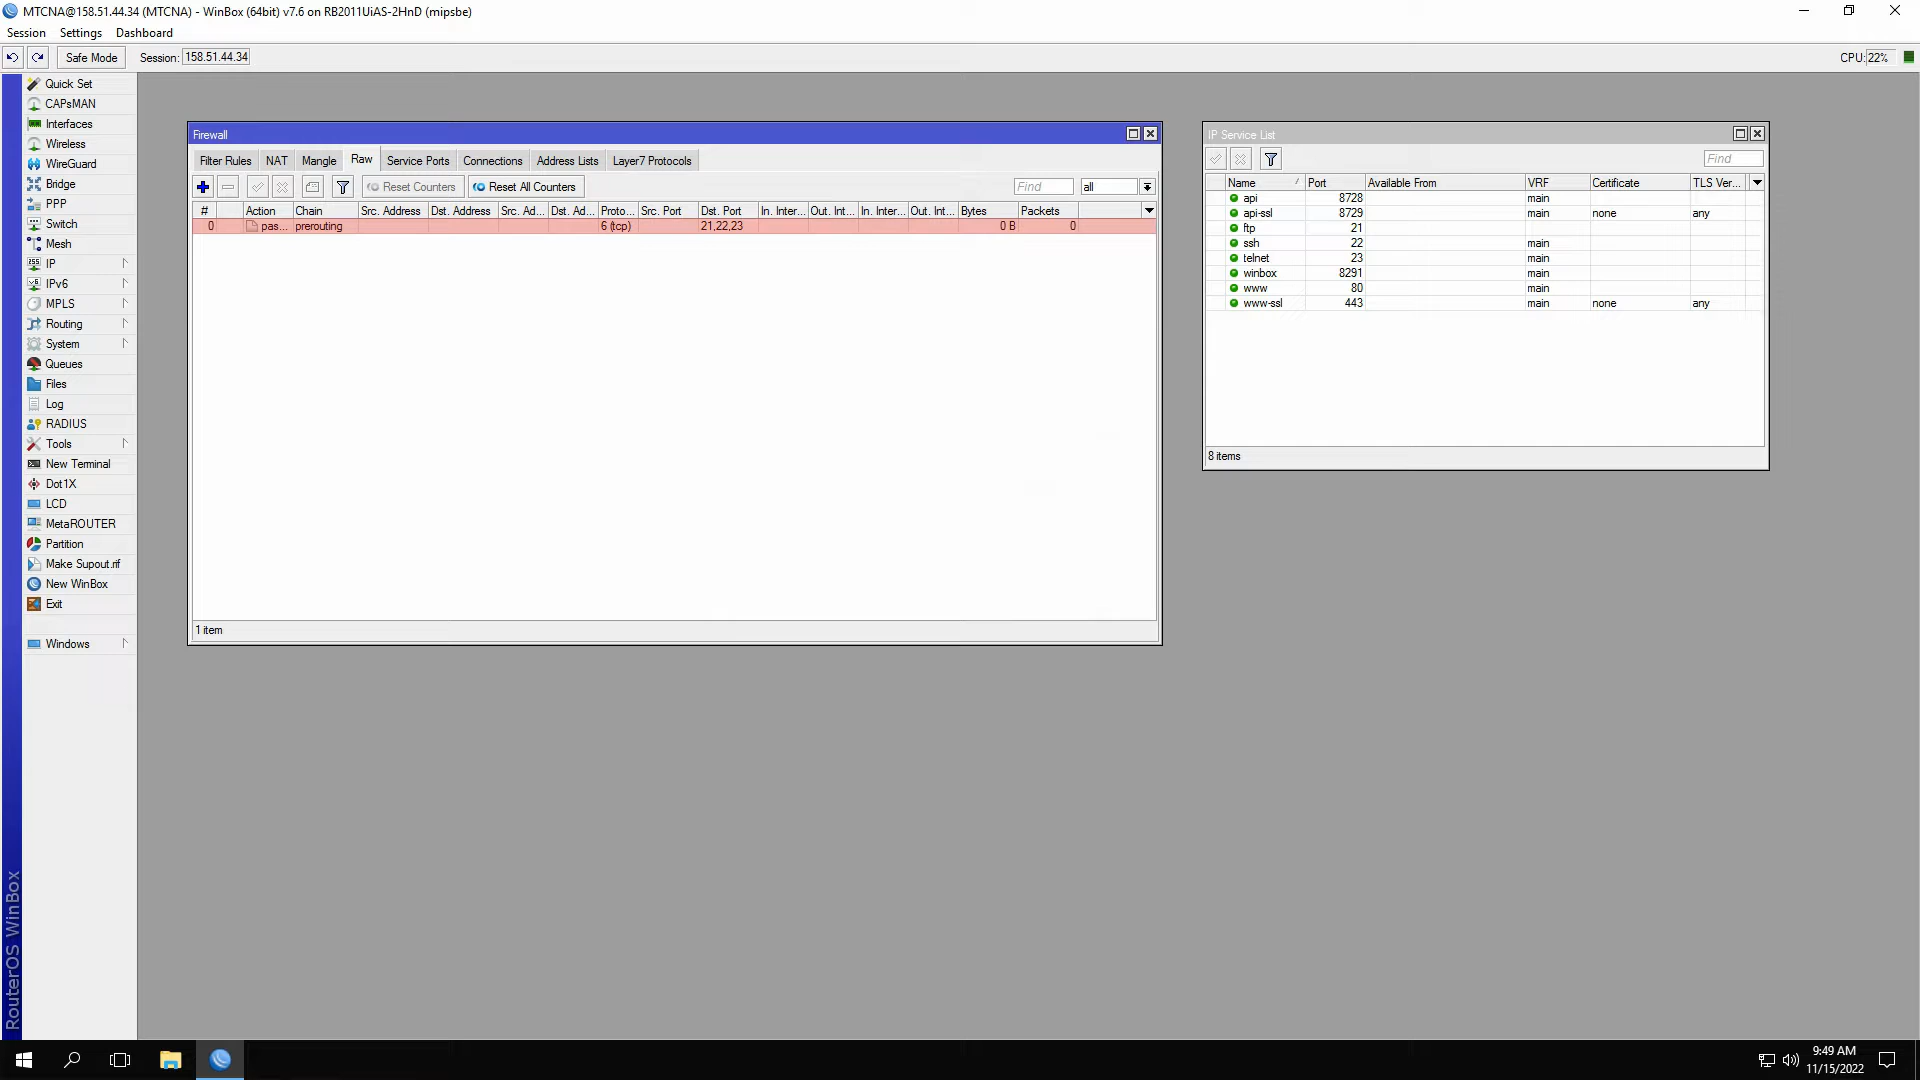 MTCNA@158.51.44.34 (MTCNA) - WinBox (64bit) v7.6 on RB2011UiAS-2HnD (mipsbe)
Session Settings Dashboard
Safe Mode Session: 158.51.44.34 CPU: 22%
Quick Set
CAPsMAN
Interfaces
Wireless
WireGuard
Bridge
PPP
Switch
Mesh
IP
IPv6
MPLS
Routing
System
Queues
Files
Log
RADIUS
Tools
New Terminal
Dot1X
LCD
MetaROUTER
Partition
Make Supout.rif
New WinBox
Exit
Windows
RouterOS WinBox
Firewall
Filter Rules NAT Mangle Raw Service Ports Connections Address Lists Layer7 Protocols
Reset Counters Reset All Counters Find all
# Action Chain Src. Address Dst. Address Src. Ad... Dst. Ad... Proto... Src. Port Dst. Port In. Inter... Out. Int... In. Inter... Out. Int... Bytes Packets
0 pas... prerouting 6 (tcp) 21,22,23 0 B 0
1 item
IP Service List
Find
Name Port Available From VRF Certificate TLS Ver...
api 8728 main
api-ssl 8729 main none any
ftp 21
ssh 22 main
telnet 23 main
winbox 8291 main
www 80 main
www-ssl 443 main none any
8 items
9:49 AM
11/15/2022